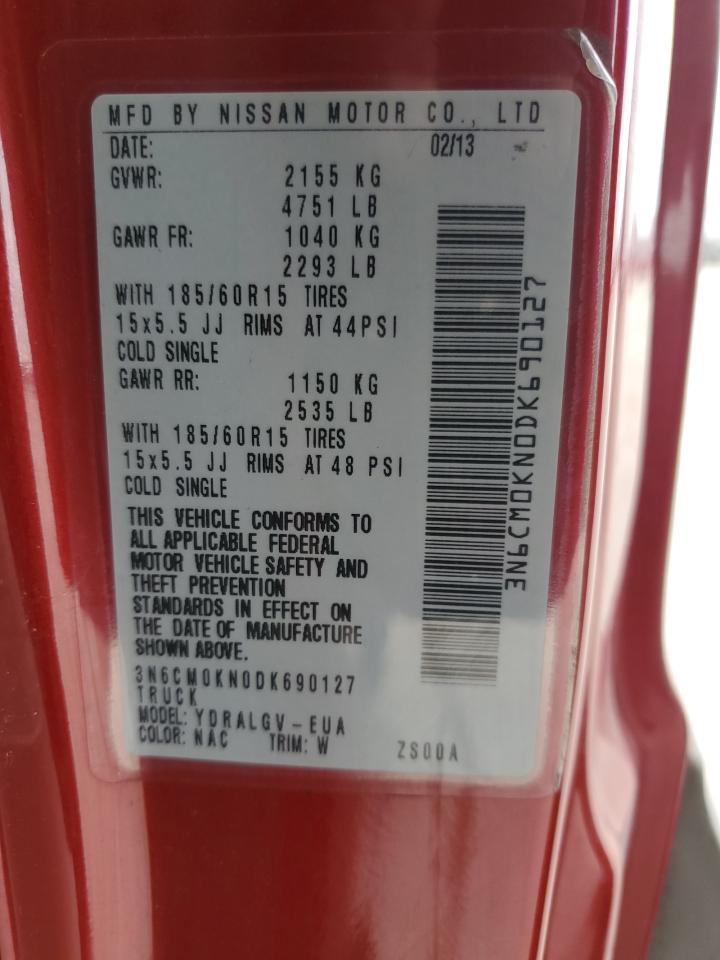 MFD BY NISSAN MOTOR CO., LTD
DATE: 02/13
GVWR: 2155 KG
4751 LB
GAWR FR: 1040 KG
2293 LB
WITH 185/60R15 TIRES
15x5.5 JJ RIMS AT 44PSI
COLD SINGLE
GAWR RR: 1150 KG
2535 LB
WITH 185/60R15 TIRES
15x5.5 JJ RIMS AT 48 PSI
COLD SINGLE
THIS VEHICLE CONFORMS TO
ALL APPLICABLE FEDERAL
MOTOR VEHICLE SAFETY AND
THEFT PREVENTION
STANDARDS IN EFFECT ON
THE DATE OF MANUFACTURE
SHOWN ABOVE.
3N6CM0KN0DK690127
TRUCK
MODEL: YDRALGV-EUA
COLOR: NAC TRIM: W ZS00A
3N6CM0KN0DK690127